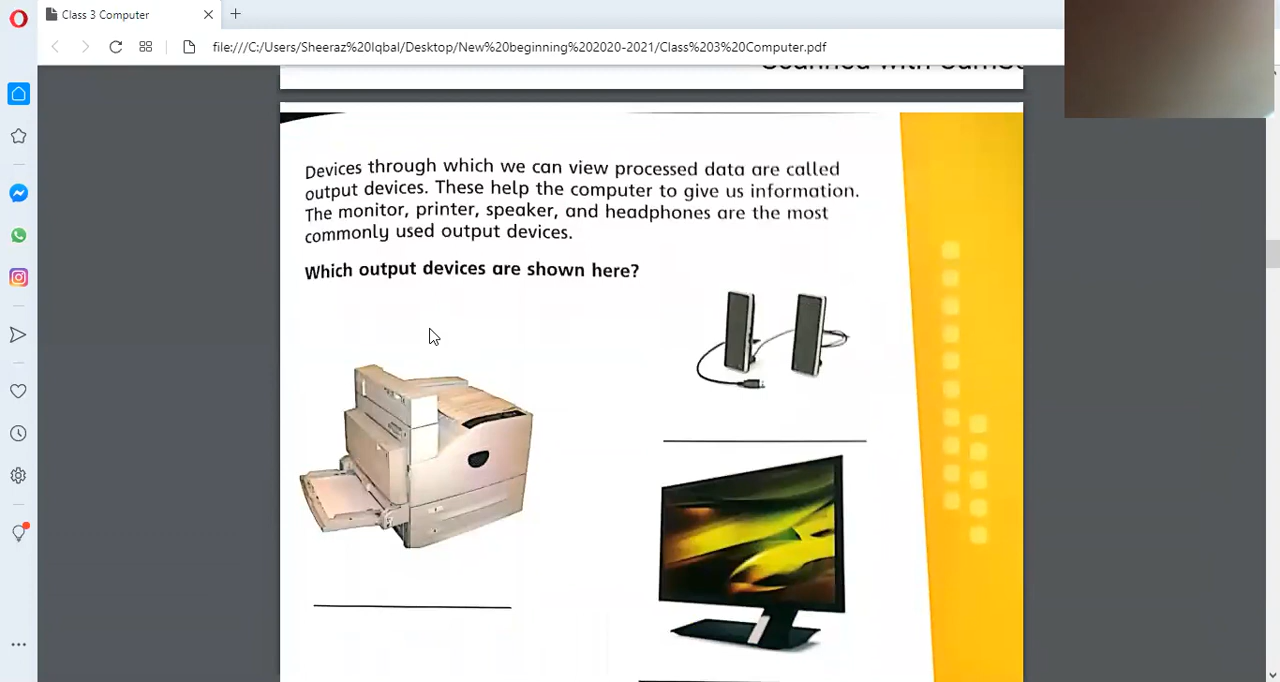 Class 3 Computer
file:///C:/Users/Sheeraz%20Iqbal/Desktop/New%20beginning%202020-2021/Class%203%20Computer.pdf
Devices through which we can view processed data are called
output devices. These help the computer to give us information.
The monitor, printer, speaker, and headphones are the most
commonly used output devices.
Which output devices are shown here?